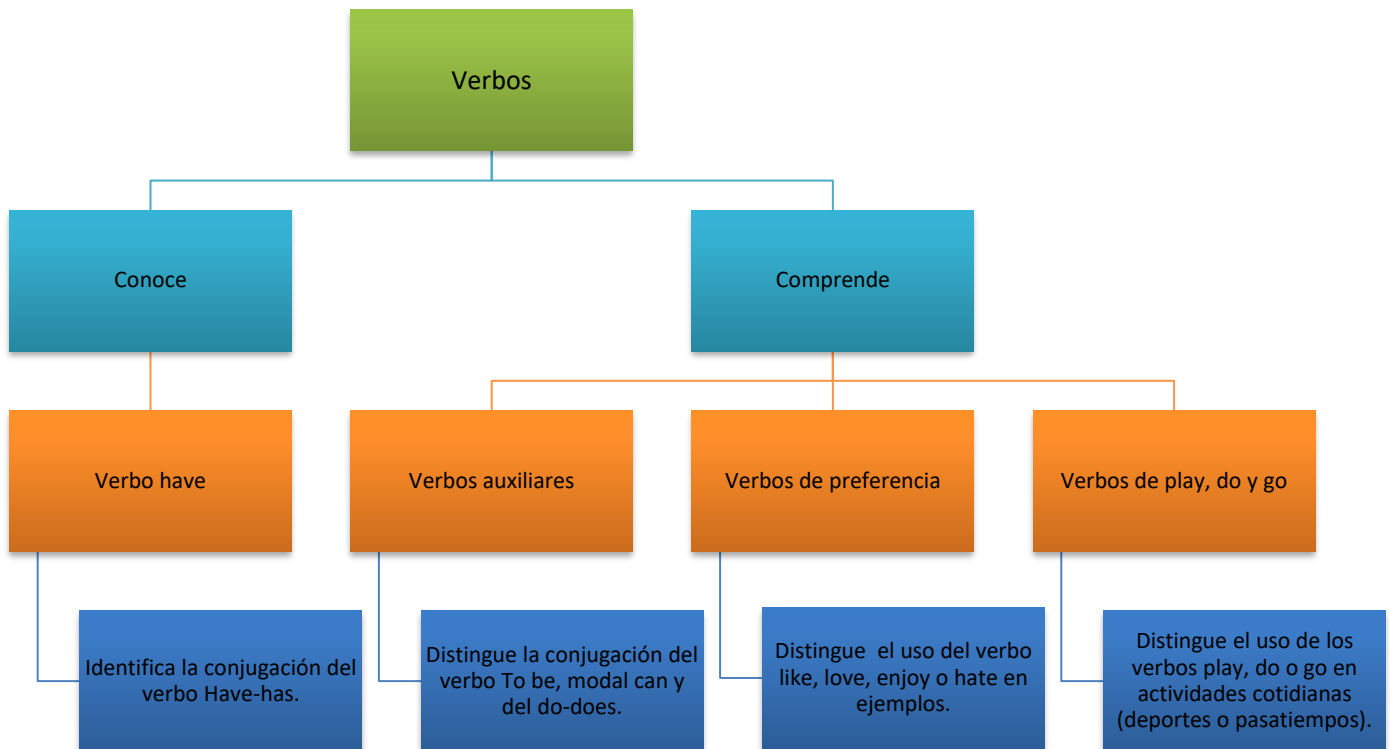 Verbos
Conoce
Comprende
Verbo have
Verbos auxiliares
Verbos de preferencia
Verbos de play, do y go
Identifica la conjugación del
verbo Have-has.
Distingue la conjugación del
verbo To be, modal can y
del do-does.
Distingue el uso del verbo
like, love, enjoy o hate en
ejemplos.
Distingue el uso de los
verbos play, do o go en
actividades cotidianas
(deportes o pasatiempos).